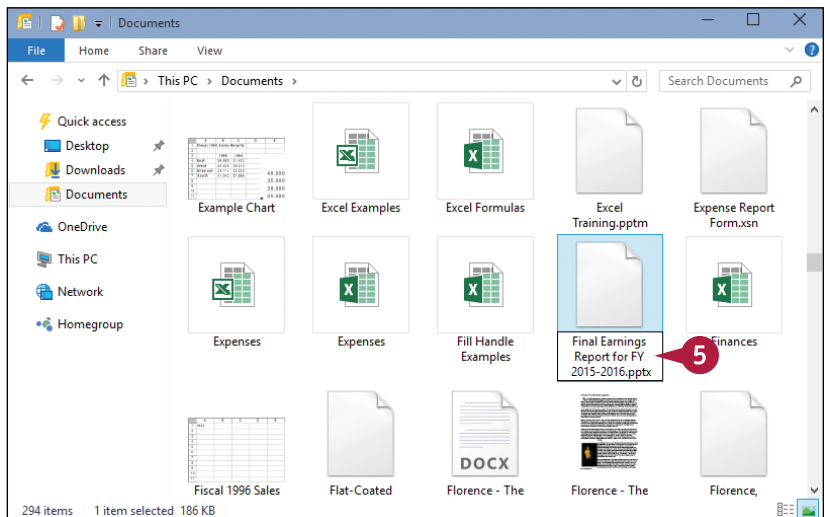 Documents
File Home Share View
This PC > Documents >
Search Documents
Quick access
Desktop
Downloads
Documents
OneDrive
This PC
Network
Homegroup
Example Chart
Excel Examples
Excel Formulas
Excel
Training.pptm
Expense Report
Form.xsn
Expenses
Expenses
Fill Handle
Examples
Final Earnings
Report for FY
2015-2016.pptx
Finances
5
DOCX
Fiscal 1996 Sales
Flat-Coated
Florence - The
Florence - The
Florence,
294 items 1 item selected 186 KB